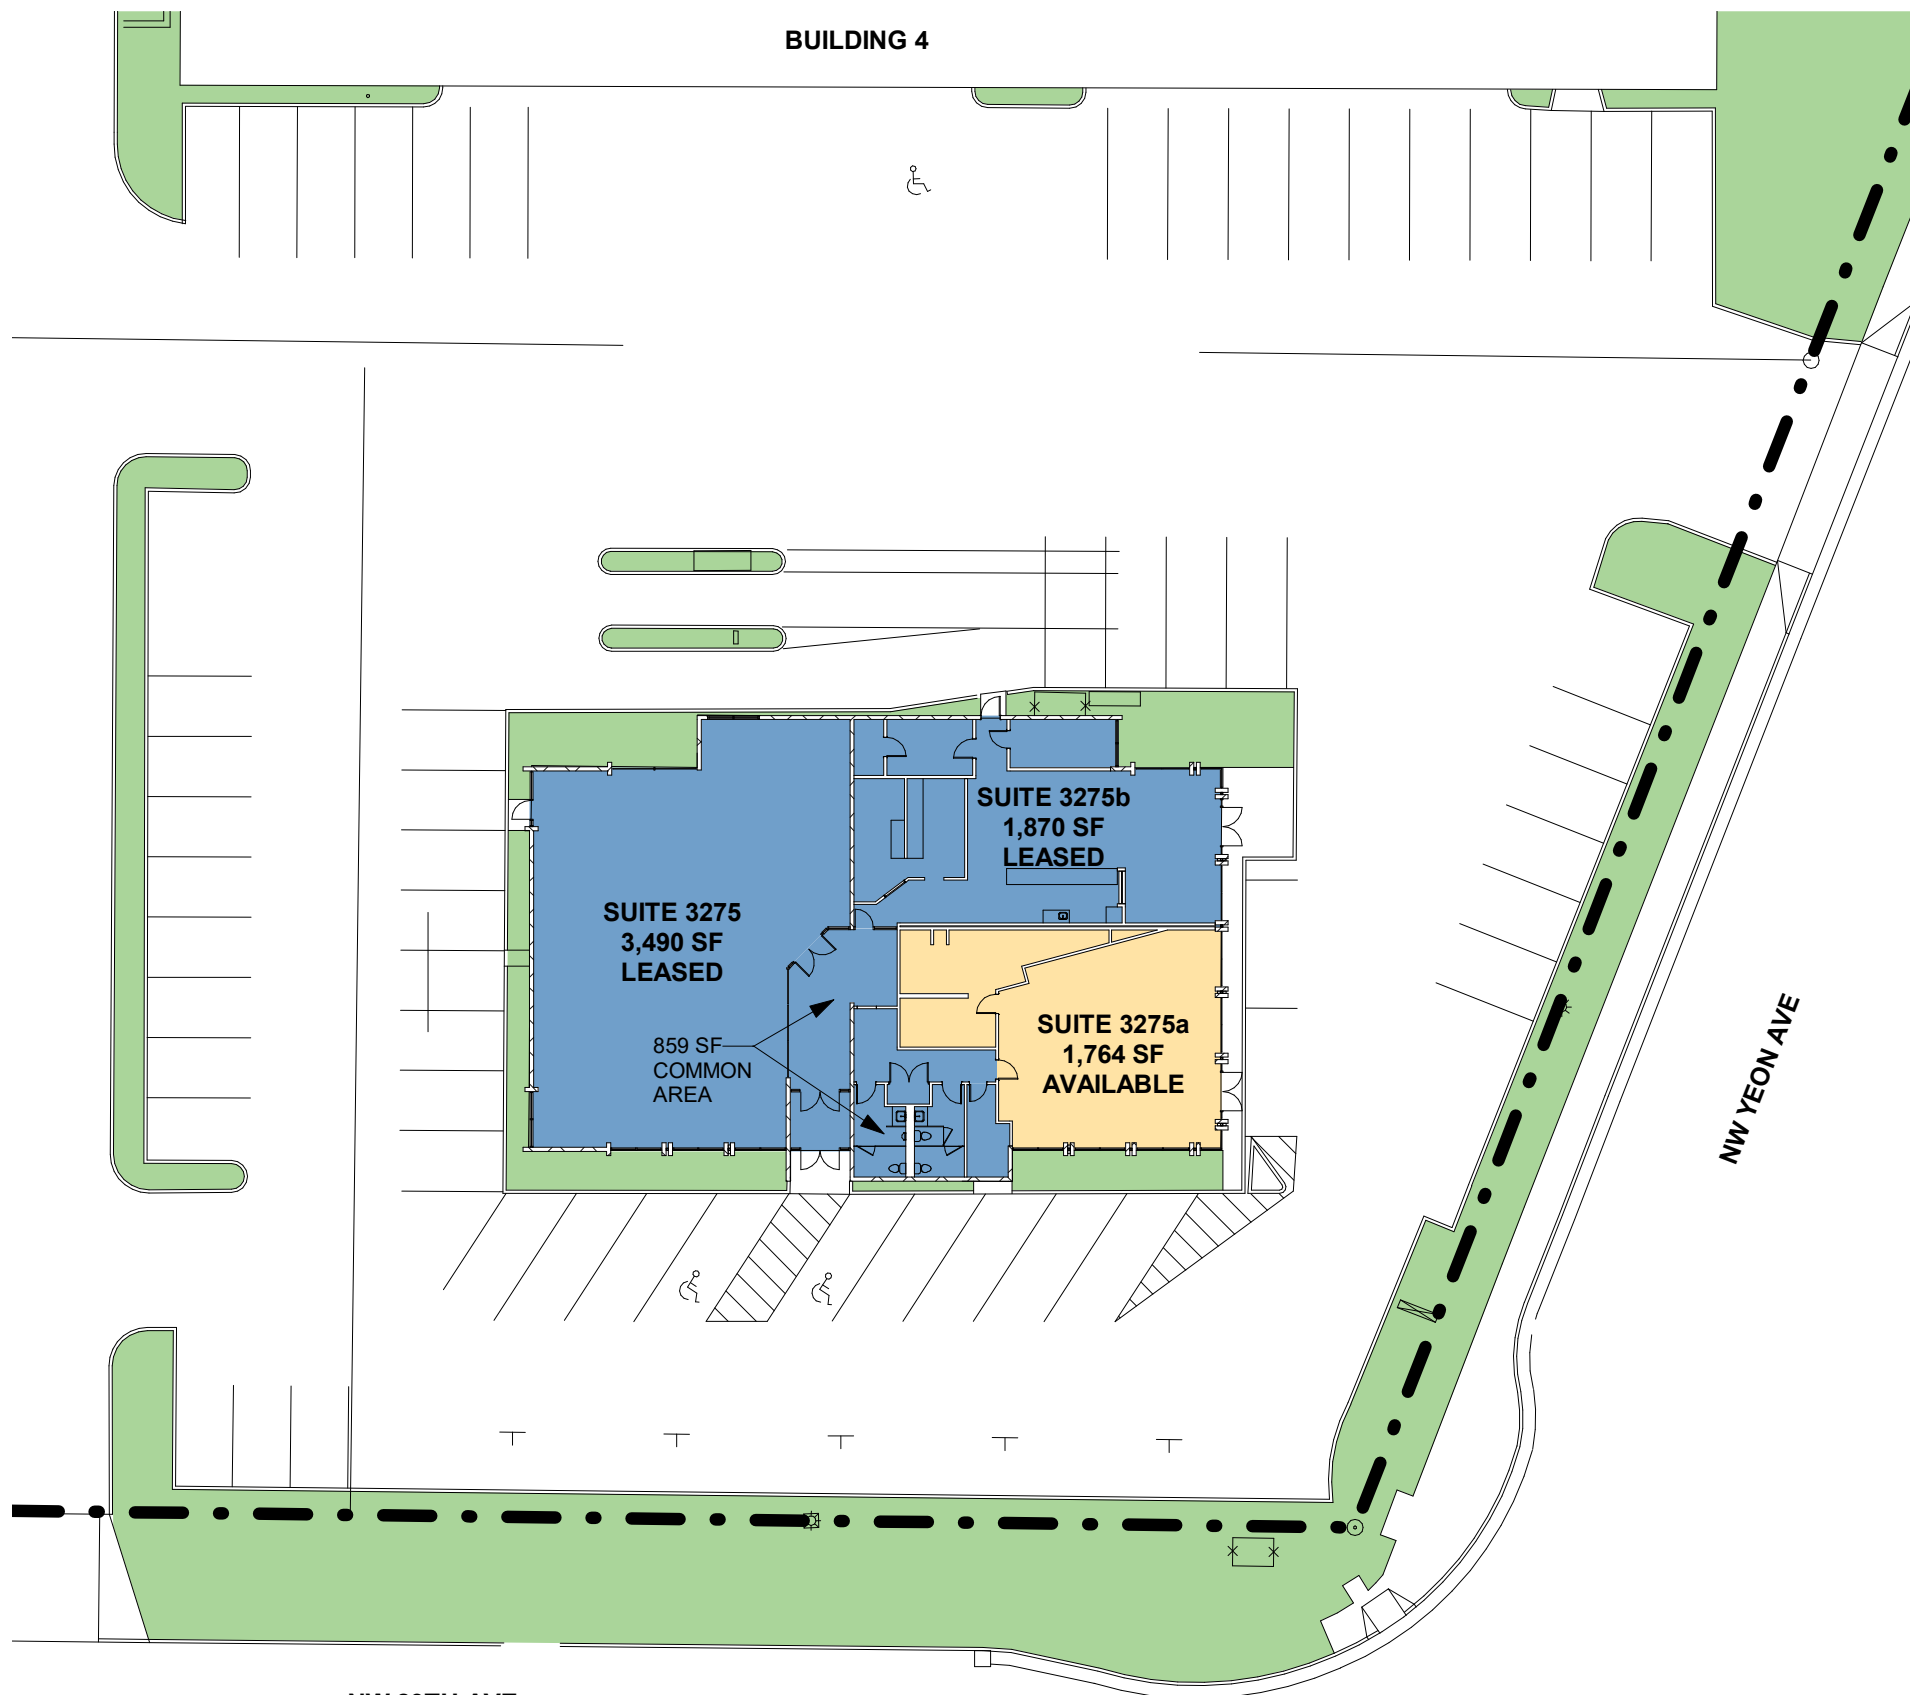 BUILDING 4
SUITE 3275b
1,870 SF
LEASED
SUITE 3275
3,490 SF
LEASED
SUITE 3275a
1,764 SF
AVAILABLE
859 SF
COMMON
AREA
NW YEON AVE